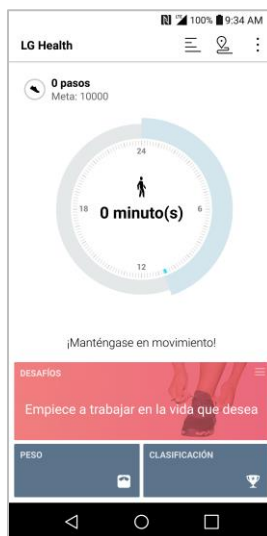 LTE 100% 9:34 AM
LG Health
0 pasos
Meta: 10000
24
18
6
0 minuto(s)
12
¡Manténgase en movimiento!
DESAFÍOS
Empiece a trabajar en la vida que desea
PESO
CLASIFICACIÓN